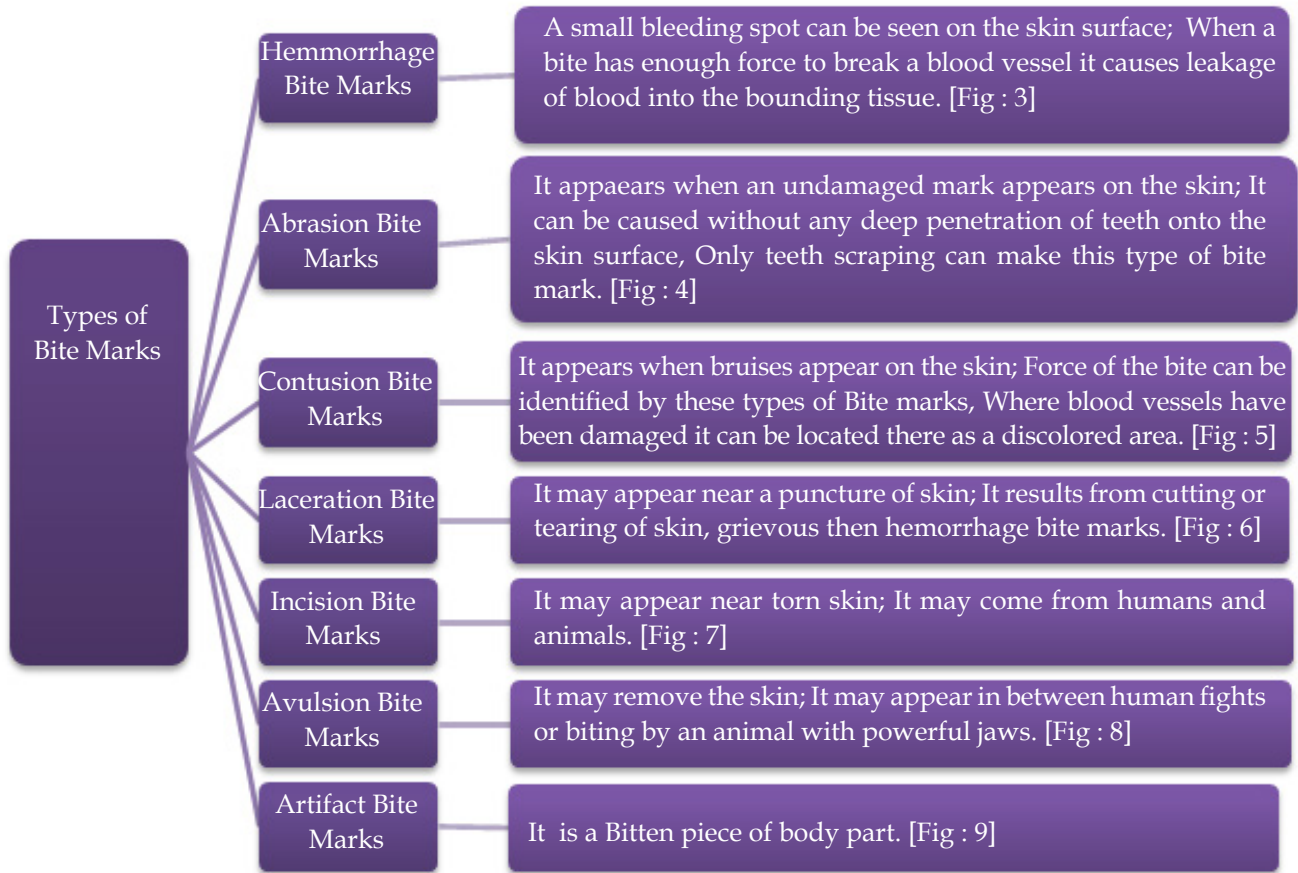 Types of
Bite Marks
Hemmorrhage
Bite Marks
A small bleeding spot can be seen on the skin surface; When a
bite has enough force to break a blood vessel it causes leakage
of blood into the bounding tissue. [Fig : 3]
Abrasion Bite
Marks
It appaears when an undamaged mark appears on the skin; It
can be caused without any deep penetration of teeth onto the
skin surface, Only teeth scraping can make this type of bite
mark. [Fig : 4]
Contusion Bite
Marks
It appears when bruises appear on the skin; Force of the bite can be
identified by these types of Bite marks, Where blood vessels have
been damaged it can be located there as a discolored area. [Fig : 5]
Laceration Bite
Marks
It may appear near a puncture of skin; It results from cutting or
tearing of skin, grievous then hemorrhage bite marks. [Fig : 6]
Incision Bite
Marks
It may appear near torn skin; It may come from humans and
animals. [Fig : 7]
Avulsion Bite
Marks
It may remove the skin; It may appear in between human fights
or biting by an animal with powerful jaws. [Fig : 8]
Artifact Bite
Marks
It is a Bitten piece of body part. [Fig : 9]